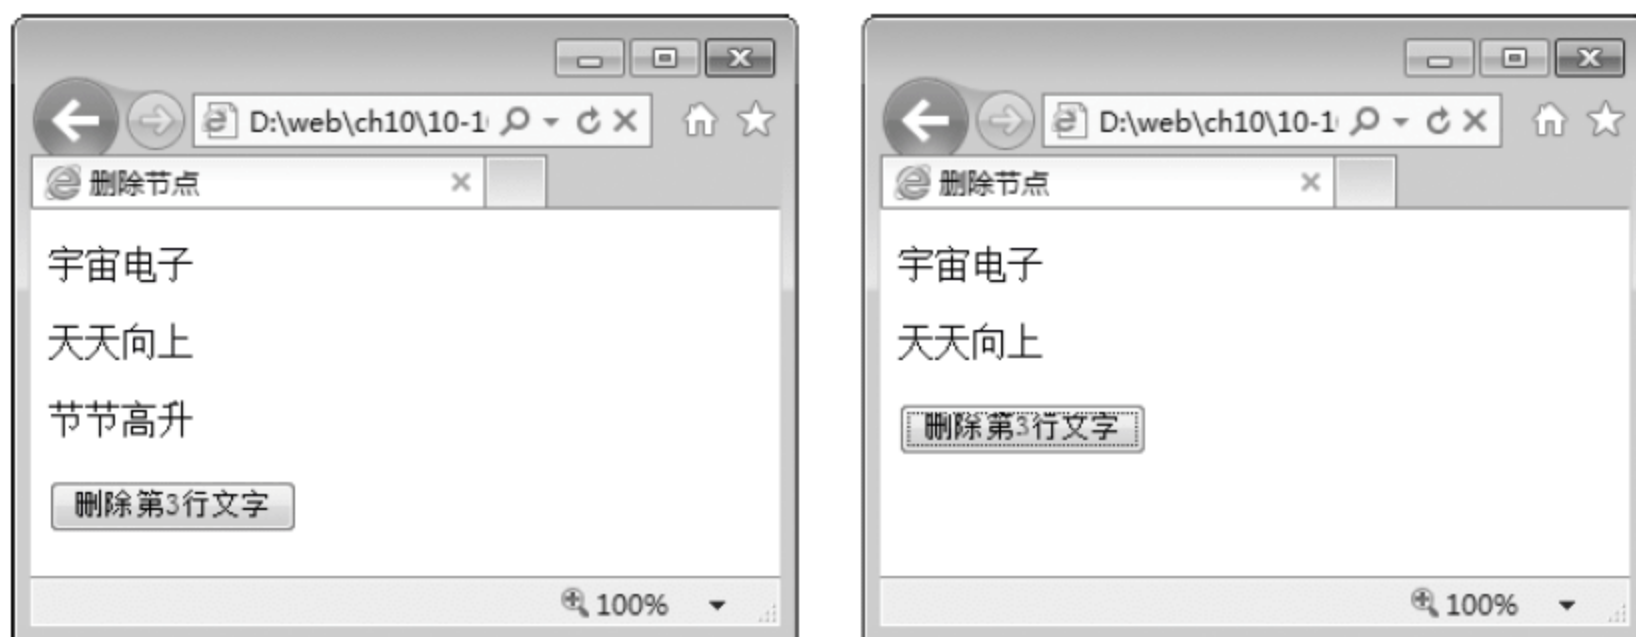 D:\web\ch10\10-1
删除节点
宇宙电子
天天向上
节节高升
删除第3行文字
100%
D:\web\ch10\10-1
删除节点
宇宙电子
天天向上
删除第3行文字
100%